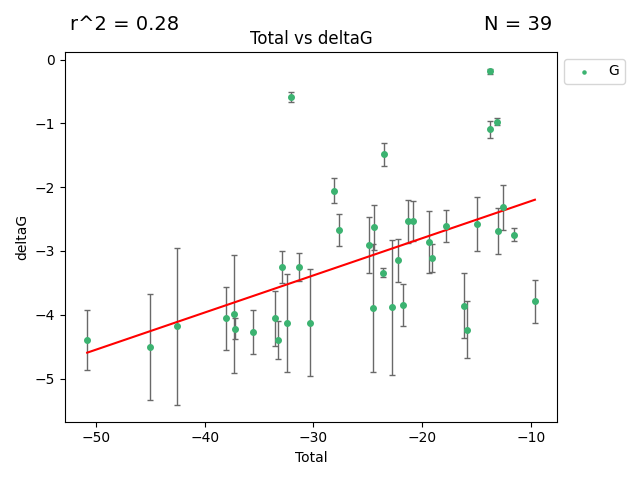 r^2 = 0.28
N = 39
Total vs deltaG
G
0
−1
−2
−3
−4
−5
deltaG
−50
−40
−30
−20
−10
Total